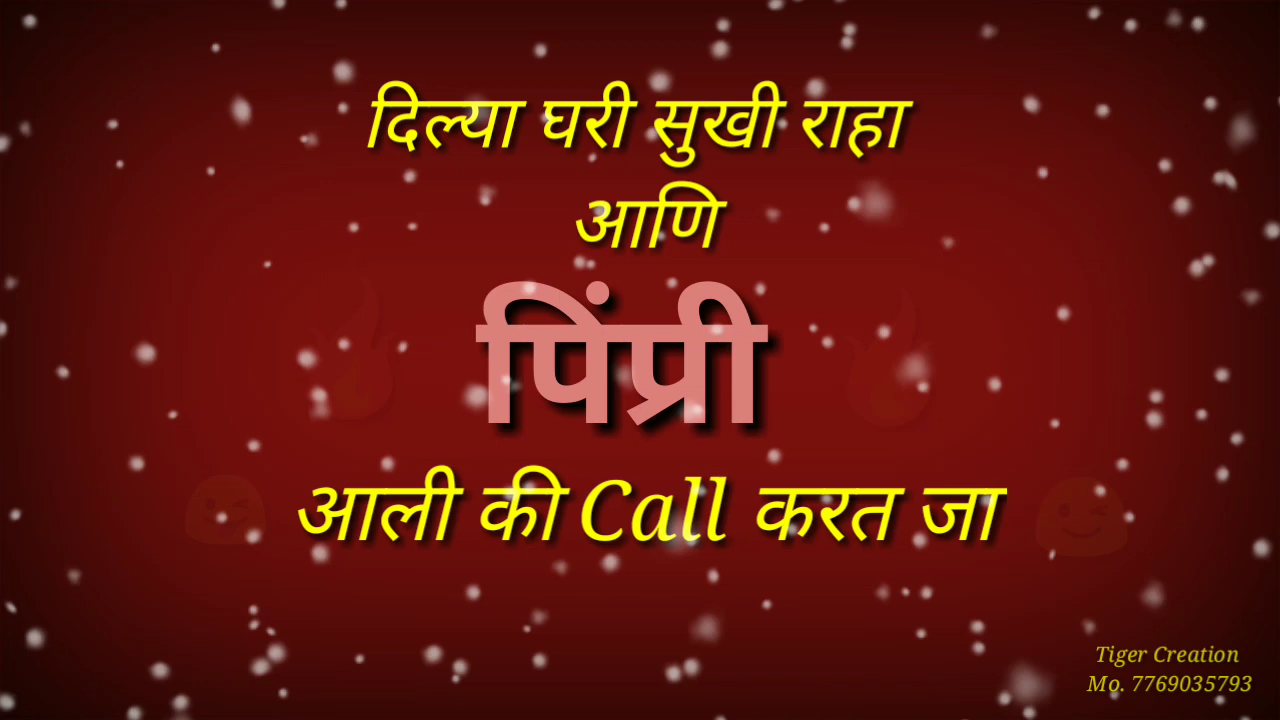 दिल्या घरी सुखी राहा
आणि
पिंप्री
आली की Call करत जा
Tiger Creation
Mo. 7769035793